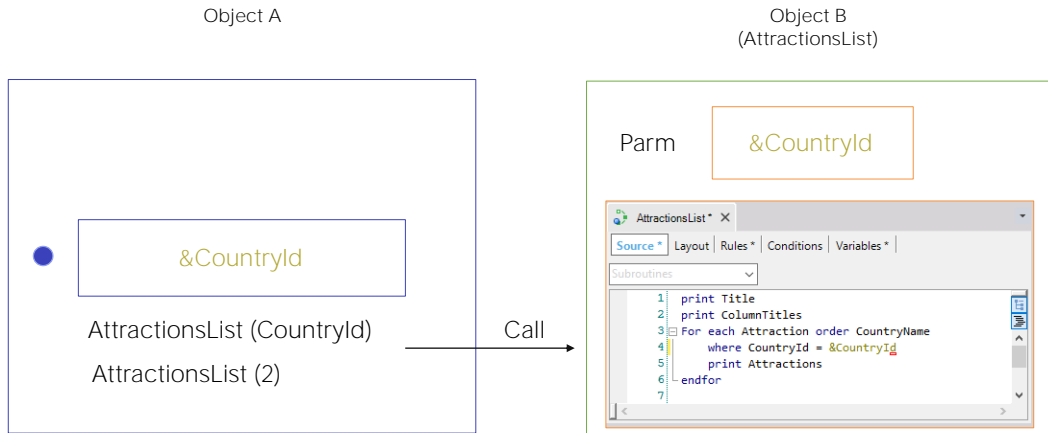 Object A
Object B
(AttractionsList)
Parm
&CountryId
&CountryId
AttractionsList (CountryId)
AttractionsList (2)
Call
AttractionsList * X
Source * | Layout | Rules * | Conditions | Variables * |
Subroutines
1 print Title
2 print ColumnTitles
3 For each Attraction order CountryName
4 where CountryId = &CountryId
5 print Attractions
6 endfor
7